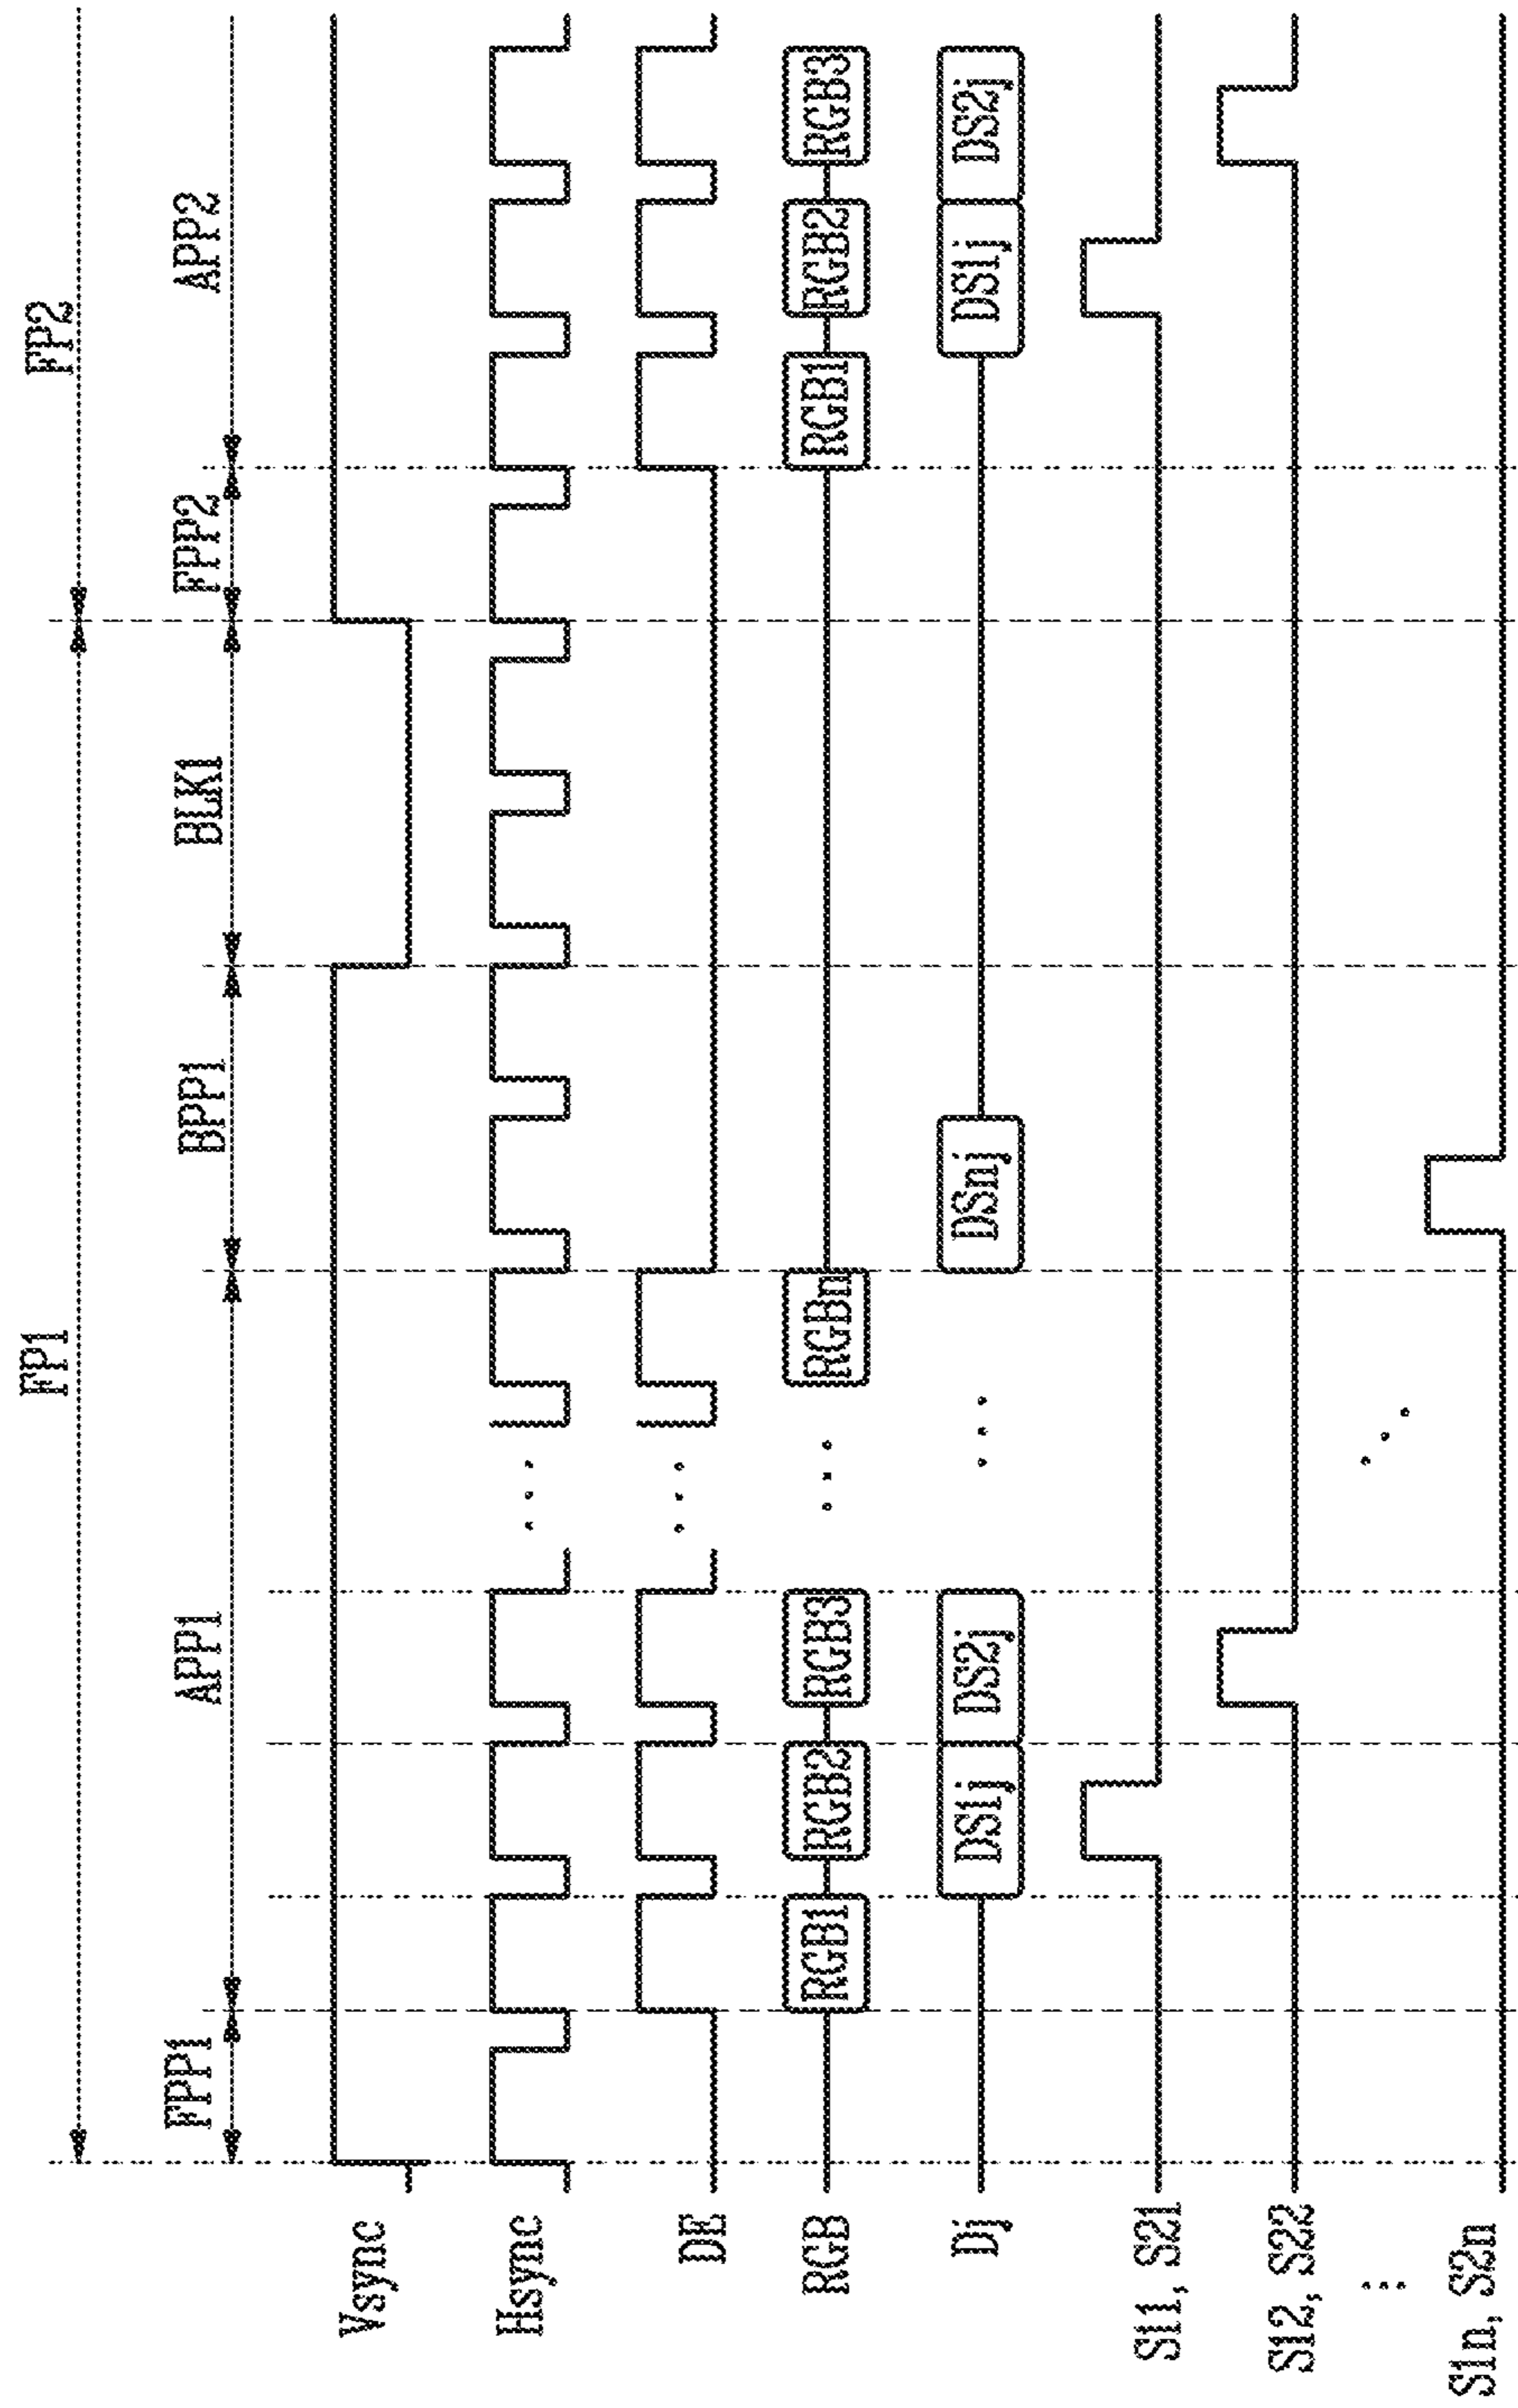 FP1 FP2
FPP1 APP1 BPP1 BLK1 FPP2 APP2
Vsync
Hsync
DE
RGB RGB1 RGB2 RGB3 RGBn RGB1 RGB2 RGB3
Dj DS1j DS2j DSnj DS1j DS2j
S11, S21
S12, S22
S1n, S2n